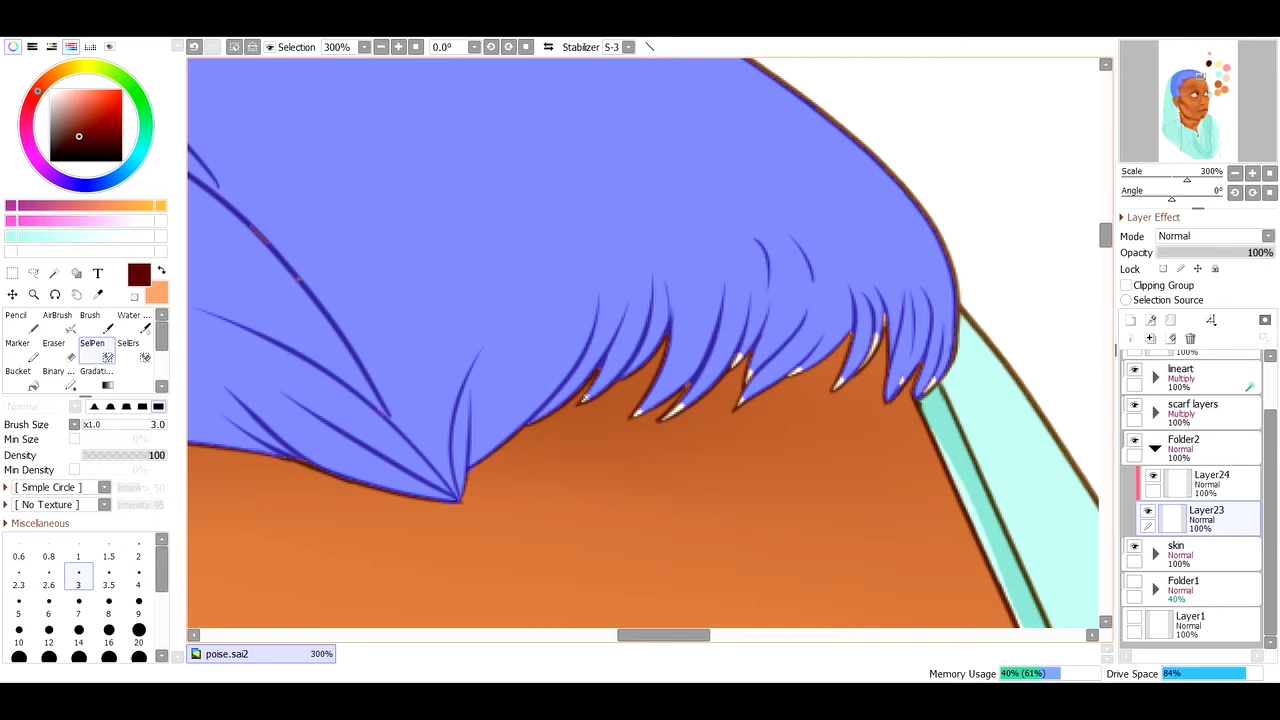 Selection 300% 0.0° Stabilizer S-3
T
Pencil AirBrush Brush Water ...
Marker Eraser SelPen SelErs
Bucket Binary ... Gradati...
Normal
Brush Size x1.0 3.0
Min Size 0%
Density 100
Min Density 0%
[ Simple Circle ] Intensi 50
[ No Texture ] Intensity 95
Miscellaneous
0.6 0.8 1 1.5 2
2.3 2.6 3 3.5 4
5 6 7 8 9
10 12 14 16 20
poise.sai2 300%
Scale 300%
Angle 0°
Layer Effect
Mode Normal
Opacity 100%
Lock
Clipping Group
Selection Source
100%
lineart
Multiply
100%
scarf layers
Multiply
100%
Folder2
Normal
100%
Layer24
Normal
100%
Layer23
Normal
100%
skin
Normal
100%
Folder1
Normal
40%
Layer1
Normal
100%
Memory Usage 40% (61%) Drive Space 84%